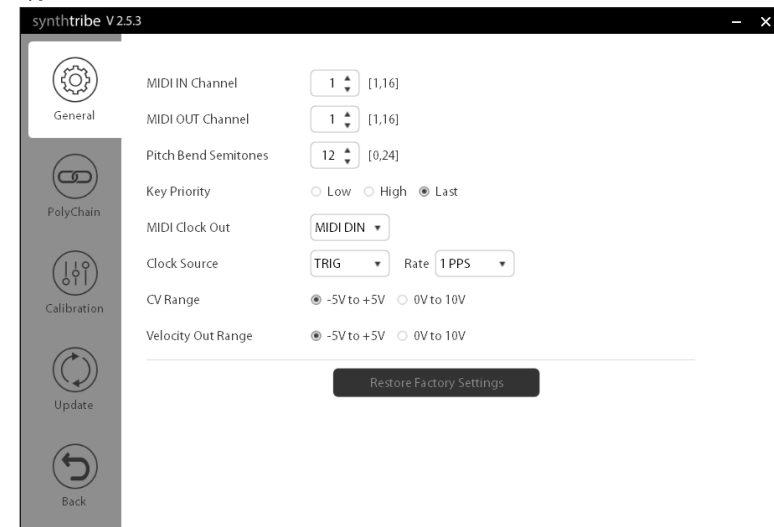 synthtribe V 2.5.3
General
MIDI IN Channel 1 [1,16]
MIDI OUT Channel 1 [1,16]
Pitch Bend Semitones 12 [0,24]
PolyChain
Key Priority Low High Last
MIDI Clock Out MIDI DIN
Clock Source TRIG Rate 1 PPS
Calibration
CV Range -5V to +5V 0V to 10V
Velocity Out Range -5V to +5V 0V to 10V
Restore Factory Settings
Update
Back